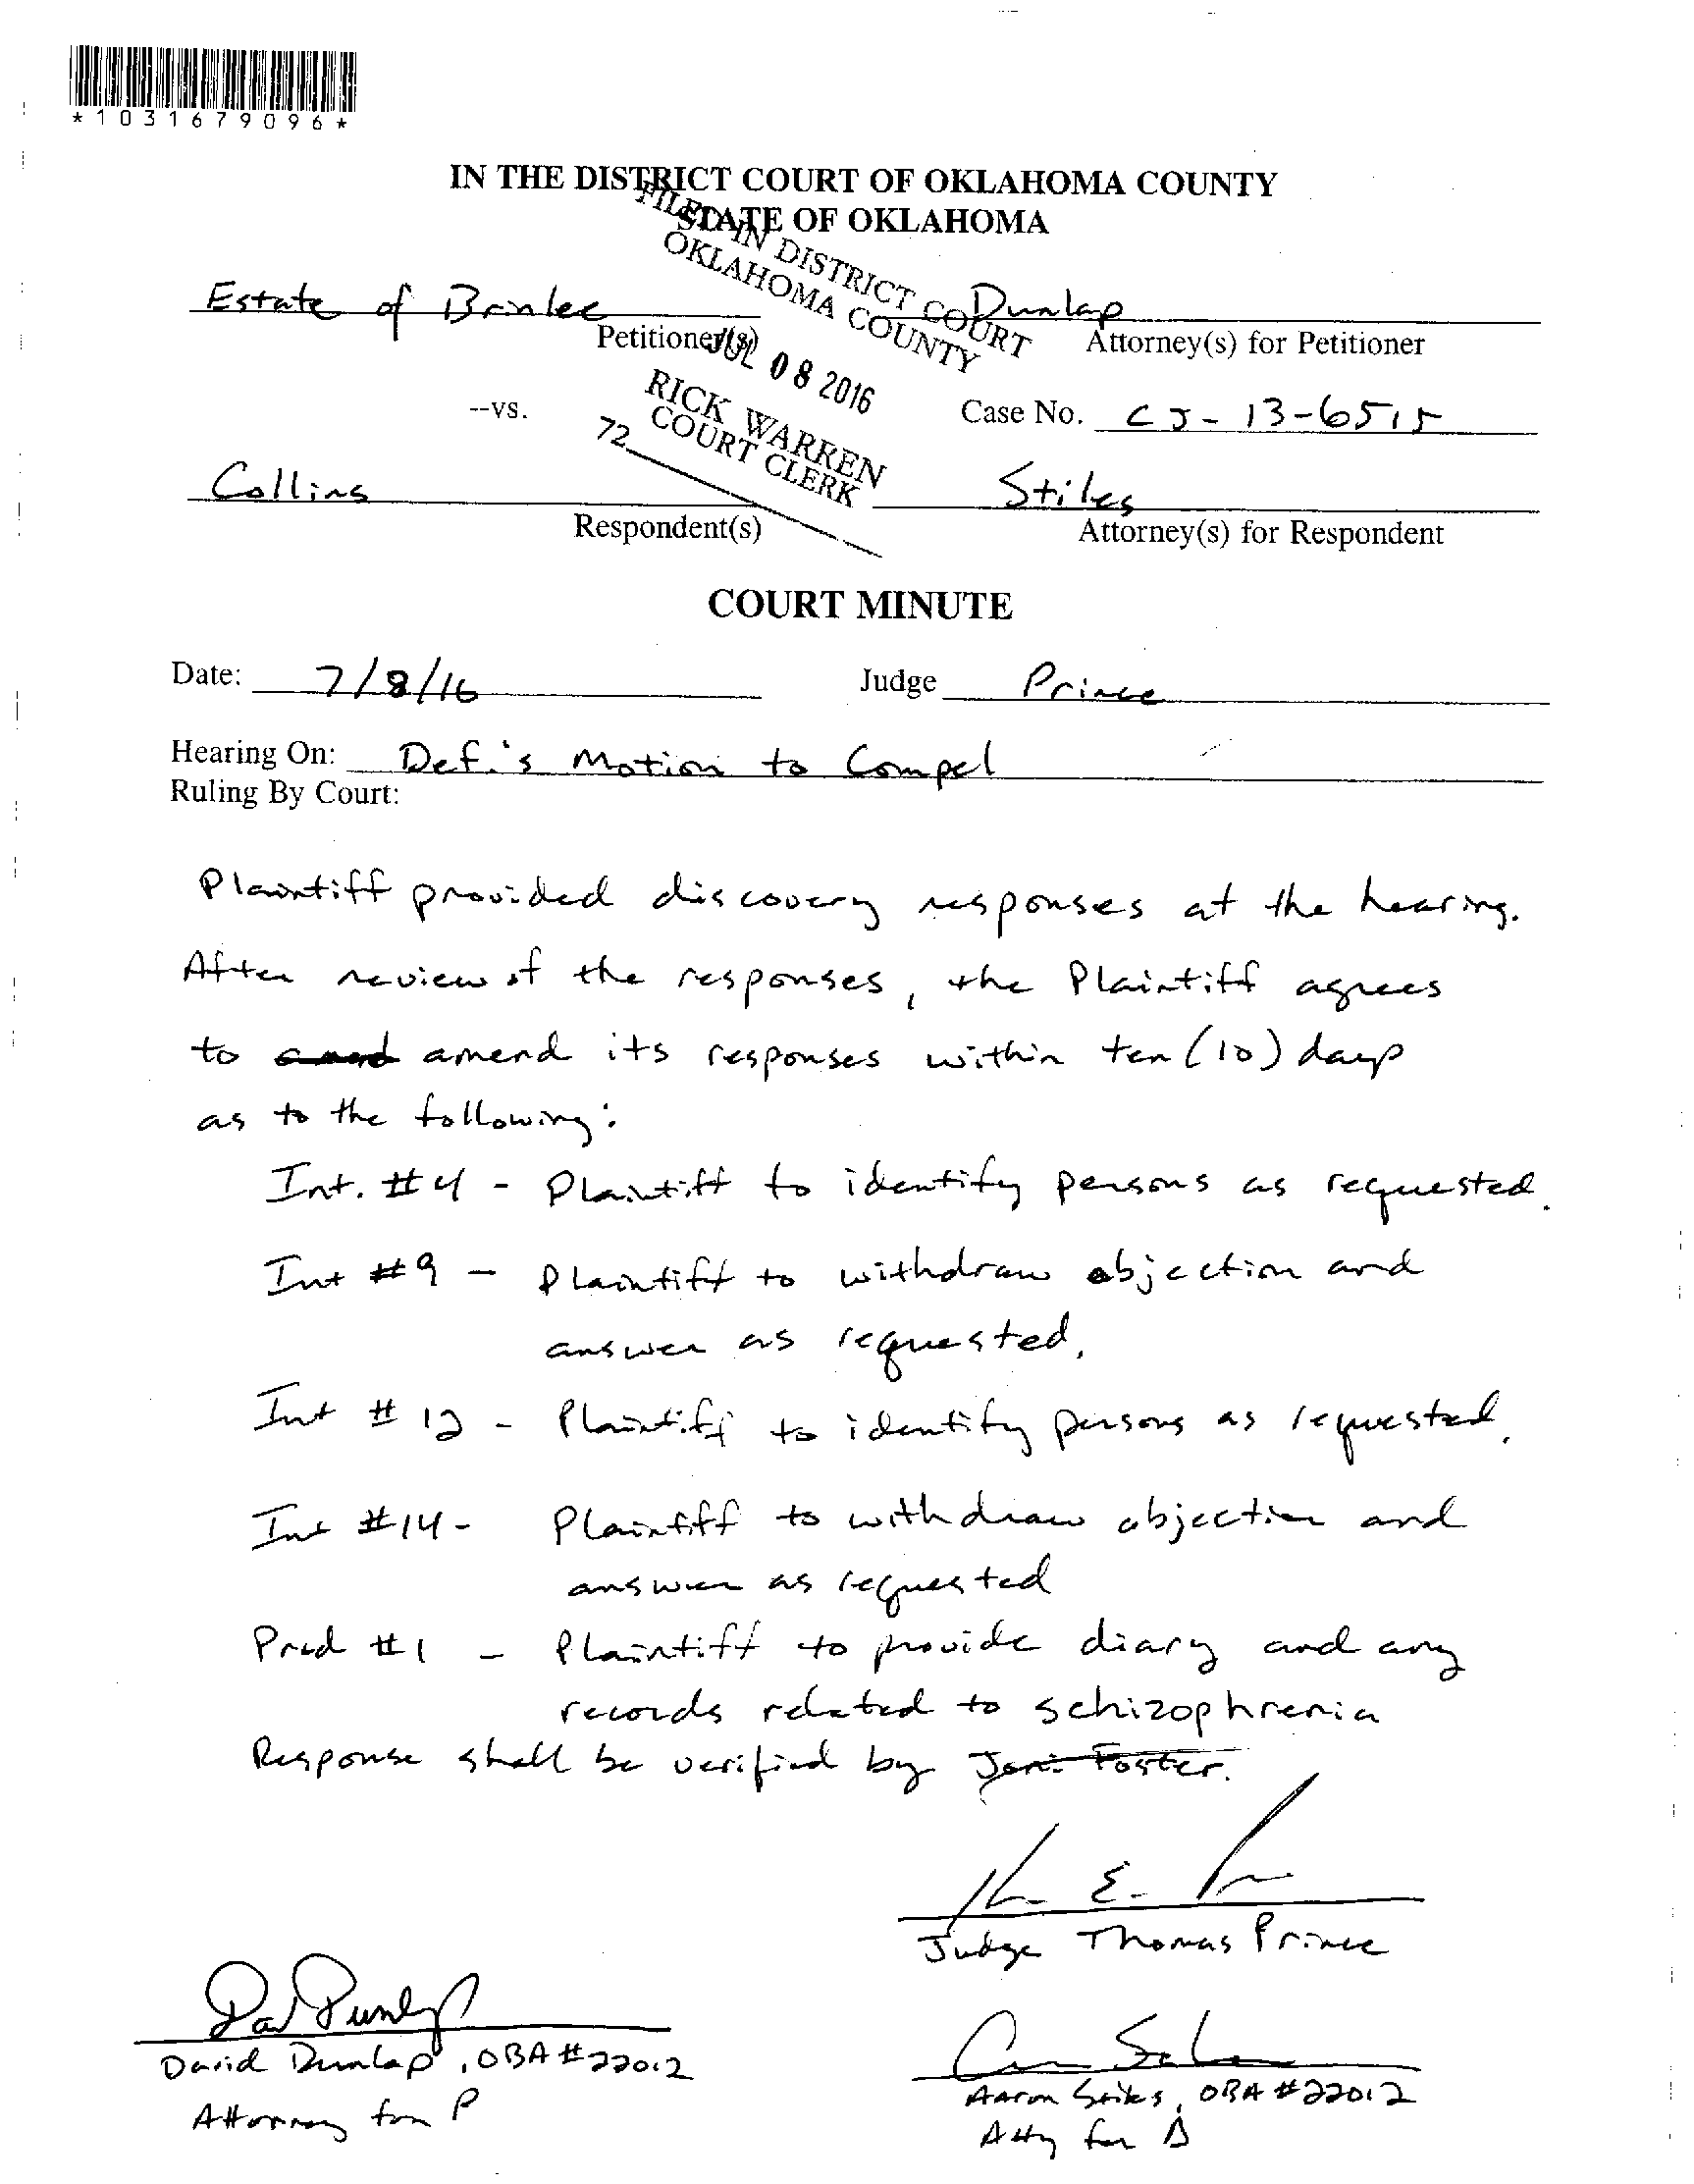 *1031679096*
IN THE DISTRICT COURT OF OKLAHOMA COUNTY
STATE OF OKLAHOMA
FILED IN DISTRICT COURT
OKLAHOMA COUNTY
JUL 08 2016
RICK WARREN
COURT CLERK
72
Estate of Brinlee Dunlap
Petitioner(s) Attorney(s) for Petitioner
--vs. Case No. CJ-13-6515
Collins Stiles
Respondent(s) Attorney(s) for Respondent
COURT MINUTE
Date: 7/8/16 Judge Prince
Hearing On: Def.'s Motion to Compel
Ruling By Court:
Plaintiff provided discovery responses at the hearing.
After review of the responses, the Plaintiff agrees
to amend its responses within ten (10) days
as to the following:
Int. #4 - Plaintiff to identify persons as requested.
Int #9 - Plaintiff to withdraw objection and
answer as requested.
Int #12 - Plaintiff to identify persons as requested.
Int #14 - Plaintiff to withdraw objection and
answer as requested
Prod #1 - Plaintiff to provide diary and any
records related to schizophrenia
Response shall be verified by Joni Foster.
Judge Thomas Prince
David Dunlap, OBA #22012
Attorney for P
Aaron Stiles, OBA #22012
Atty for Δ